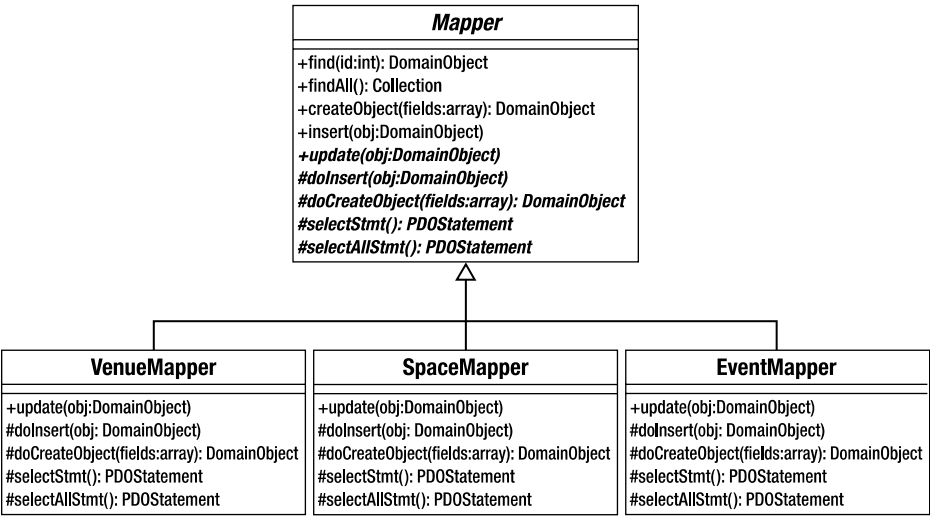 Mapper
+find(id:int): DomainObject
+findAll(): Collection
+createObject(fields:array): DomainObject
+insert(obj:DomainObject)
+update(obj:DomainObject)
#doInsert(obj:DomainObject)
#doCreateObject(fields:array): DomainObject
#selectStmt(): PDOStatement
#selectAllStmt(): PDOStatement
VenueMapper
+update(obj:DomainObject)
#doInsert(obj: DomainObject)
#doCreateObject(fields:array): DomainObject
#selectStmt(): PDOStatement
#selectAllStmt(): PDOStatement
SpaceMapper
+update(obj:DomainObject)
#doInsert(obj: DomainObject)
#doCreateObject(fields:array): DomainObject
#selectStmt(): PDOStatement
#selectAllStmt(): PDOStatement
EventMapper
+update(obj:DomainObject)
#doInsert(obj: DomainObject)
#doCreateObject(fields:array): DomainObject
#selectStmt(): PDOStatement
#selectAllStmt(): PDOStatement